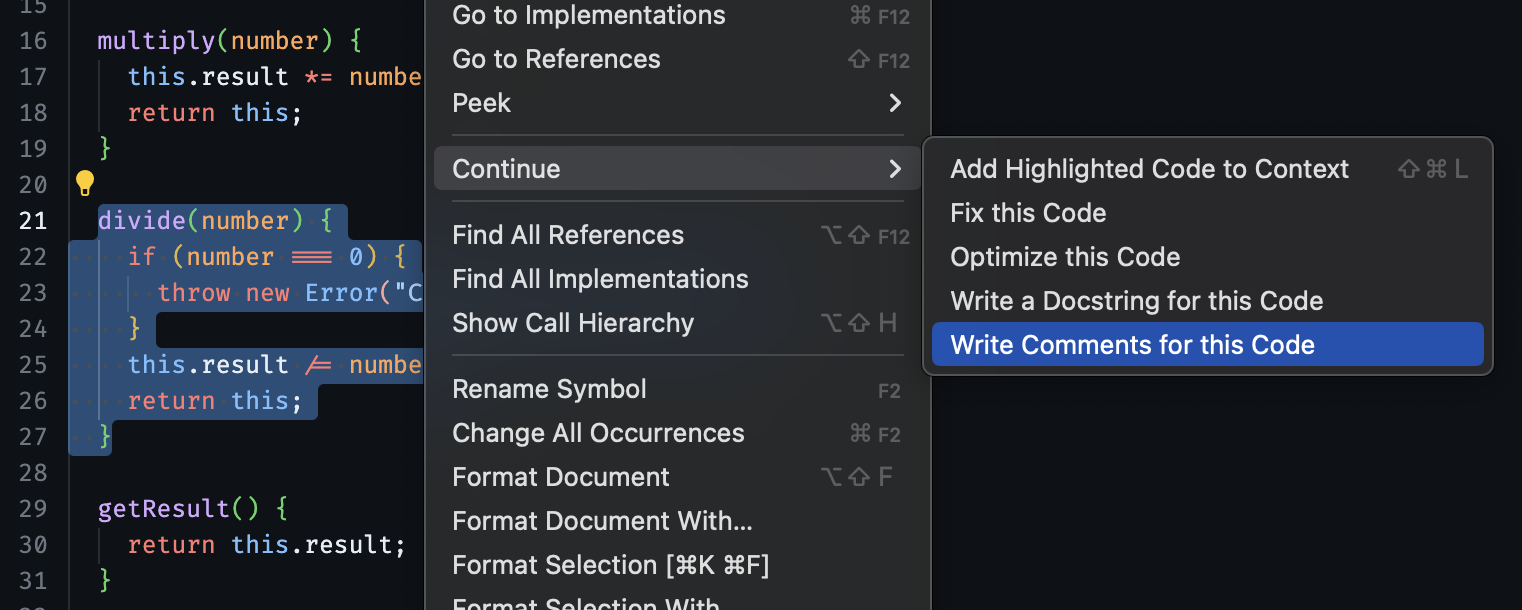 15
16 multiply(number) {
17 this.result *= numbe
18 return this;
19 }
20
21 divide(number) {
22 if (number === 0) {
23 throw new Error("C
24 }
25 this.result /= numbe
26 return this;
27 }
28
29 getResult() {
30 return this.result;
31 }
Go to Implementations ⌘ F12
Go to References ⇧ F12
Peek
Continue
Find All References ⌥⇧ F12
Find All Implementations
Show Call Hierarchy ⌥⇧ H
Rename Symbol F2
Change All Occurrences ⌘ F2
Format Document ⌥⇧ F
Format Document With...
Format Selection [⌘K ⌘F]
Format Selection With
Add Highlighted Code to Context ⇧⌘ L
Fix this Code
Optimize this Code
Write a Docstring for this Code
Write Comments for this Code